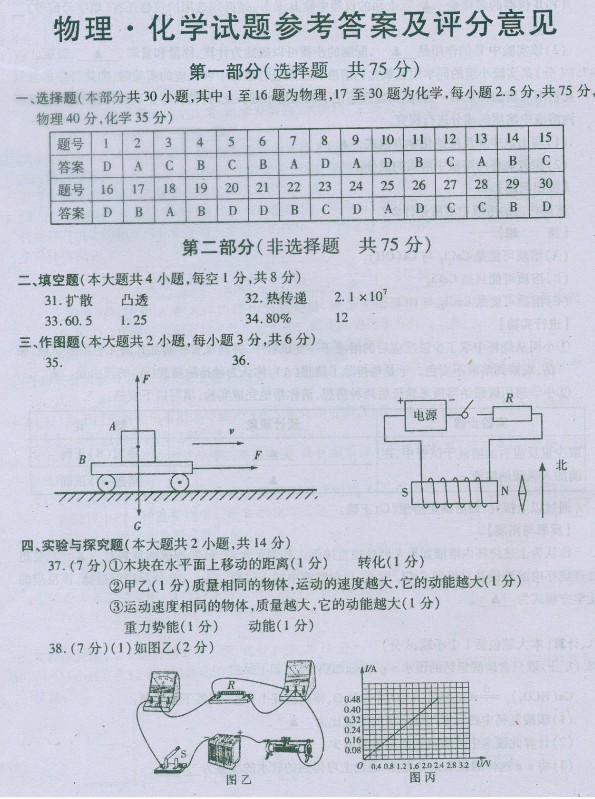 物理·化学试题参考答案及评分意见
第一部分(选择题 共75分)
一、选择题(本部分共30小题,其中1至16题为物理,17至30题为化学,每小题2.5分,共75分,
物理40分,化学35分)
题号 1 2 3 4 5 6 7 8 9 10 11 12 13 14 15
答案 D A C B C B A D A D B C A B C
题号 16 17 18 19 20 21 22 23 24 25 26 27 28 29 30
答案 D B A B D D B C D A D C C B D
第二部分(非选择题 共75分)
二、填空题(本大题共4小题,每空1分,共8分)
31.扩散 凸透 32.热传递 2.1×10⁷
33.60.5 1.25 34.80% 12
三、作图题(本大题共2小题,每小题3分,共6分)
35. 36.
F
A
v
B
F
G
电源
R
北
S
N
四、实验与探究题(本大题共2小题,共14分)
37.(7分)①木块在水平面上移动的距离(1分) 转化(1分)
②甲乙(1分)质量相同的物体,运动的速度越大,它的动能越大(1分)
③运动速度相同的物体,质量越大,它的动能越大(1分)
重力势能(1分) 动能(1分)
38.(7分)(1)如图乙(2分)
R
S
图乙
I/A
0.48
0.40
0.32
0.24
0.16
0.08
0 0.4 0.8 1.2 1.6 2.0 2.4 2.8 3.2 U/V
图丙